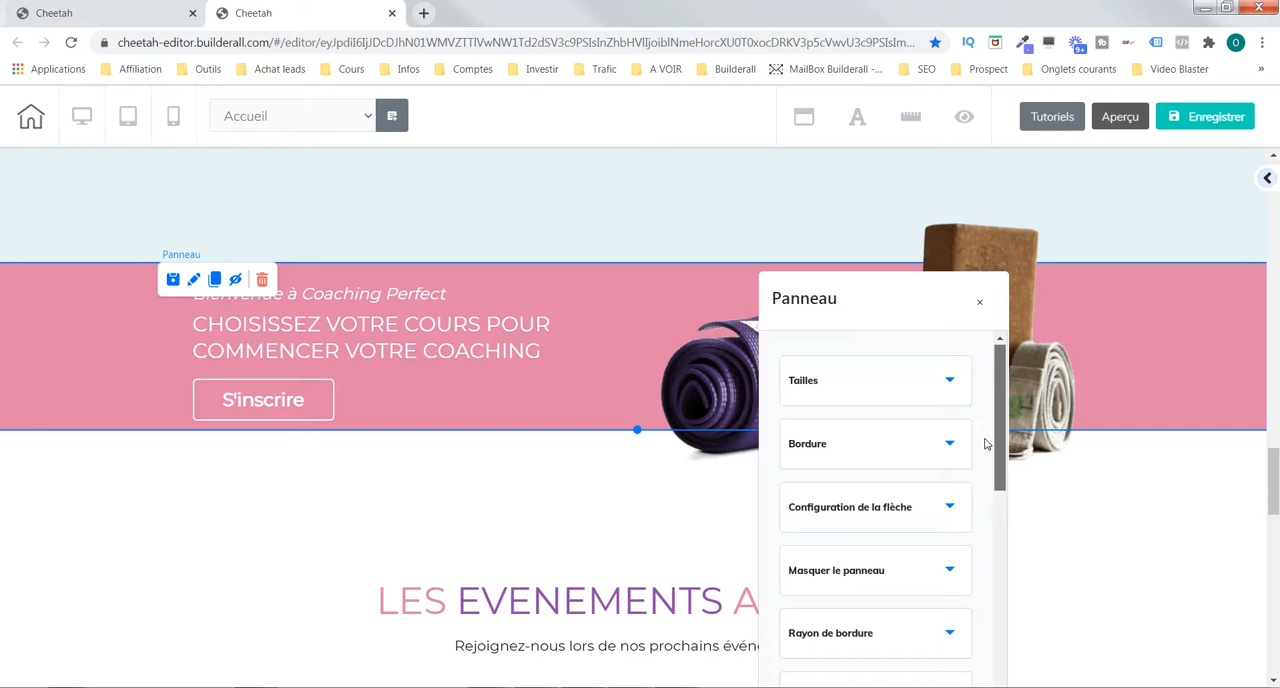 Cheetah
Cheetah
cheetah-editor.builderall.com/#/editor/
Applications
Affiliation
Outils
Achat leads
Cours
Infos
Comptes
Investir
Trafic
A VOIR
Builderall
MailBox Builderall -...
SEO
Prospect
Onglets courants
Video Blaster
»
Accueil
Tutoriels
Aperçu
Enregistrer
Panneau
Bienvenue à Coaching Perfect
CHOISISSEZ VOTRE COURS POUR
COMMENCER VOTRE COACHING
S'inscrire
Panneau
×
Tailles
Bordure
Configuration de la flèche
Masquer le panneau
Rayon de bordure
LES EVENEMENTS A
Rejoignez-nous lors de nos prochains événe